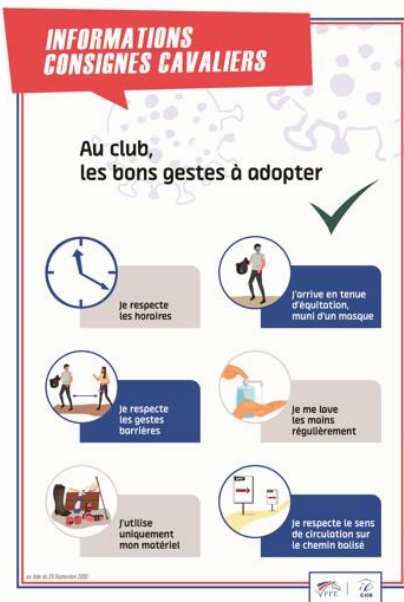 INFORMATIONS
CONSIGNES CAVALIERS
Au club,
les bons gestes à adopter
Je respecte
les horaires
J'arrive en tenue
d'équitation,
muni d'un masque
Je respecte
les gestes
barrières
Je me lave
les mains
régulièrement
J'utilise
uniquement
mon matériel
Je respecte le sens
de circulation sur
le chemin balisé
FFE
GHN